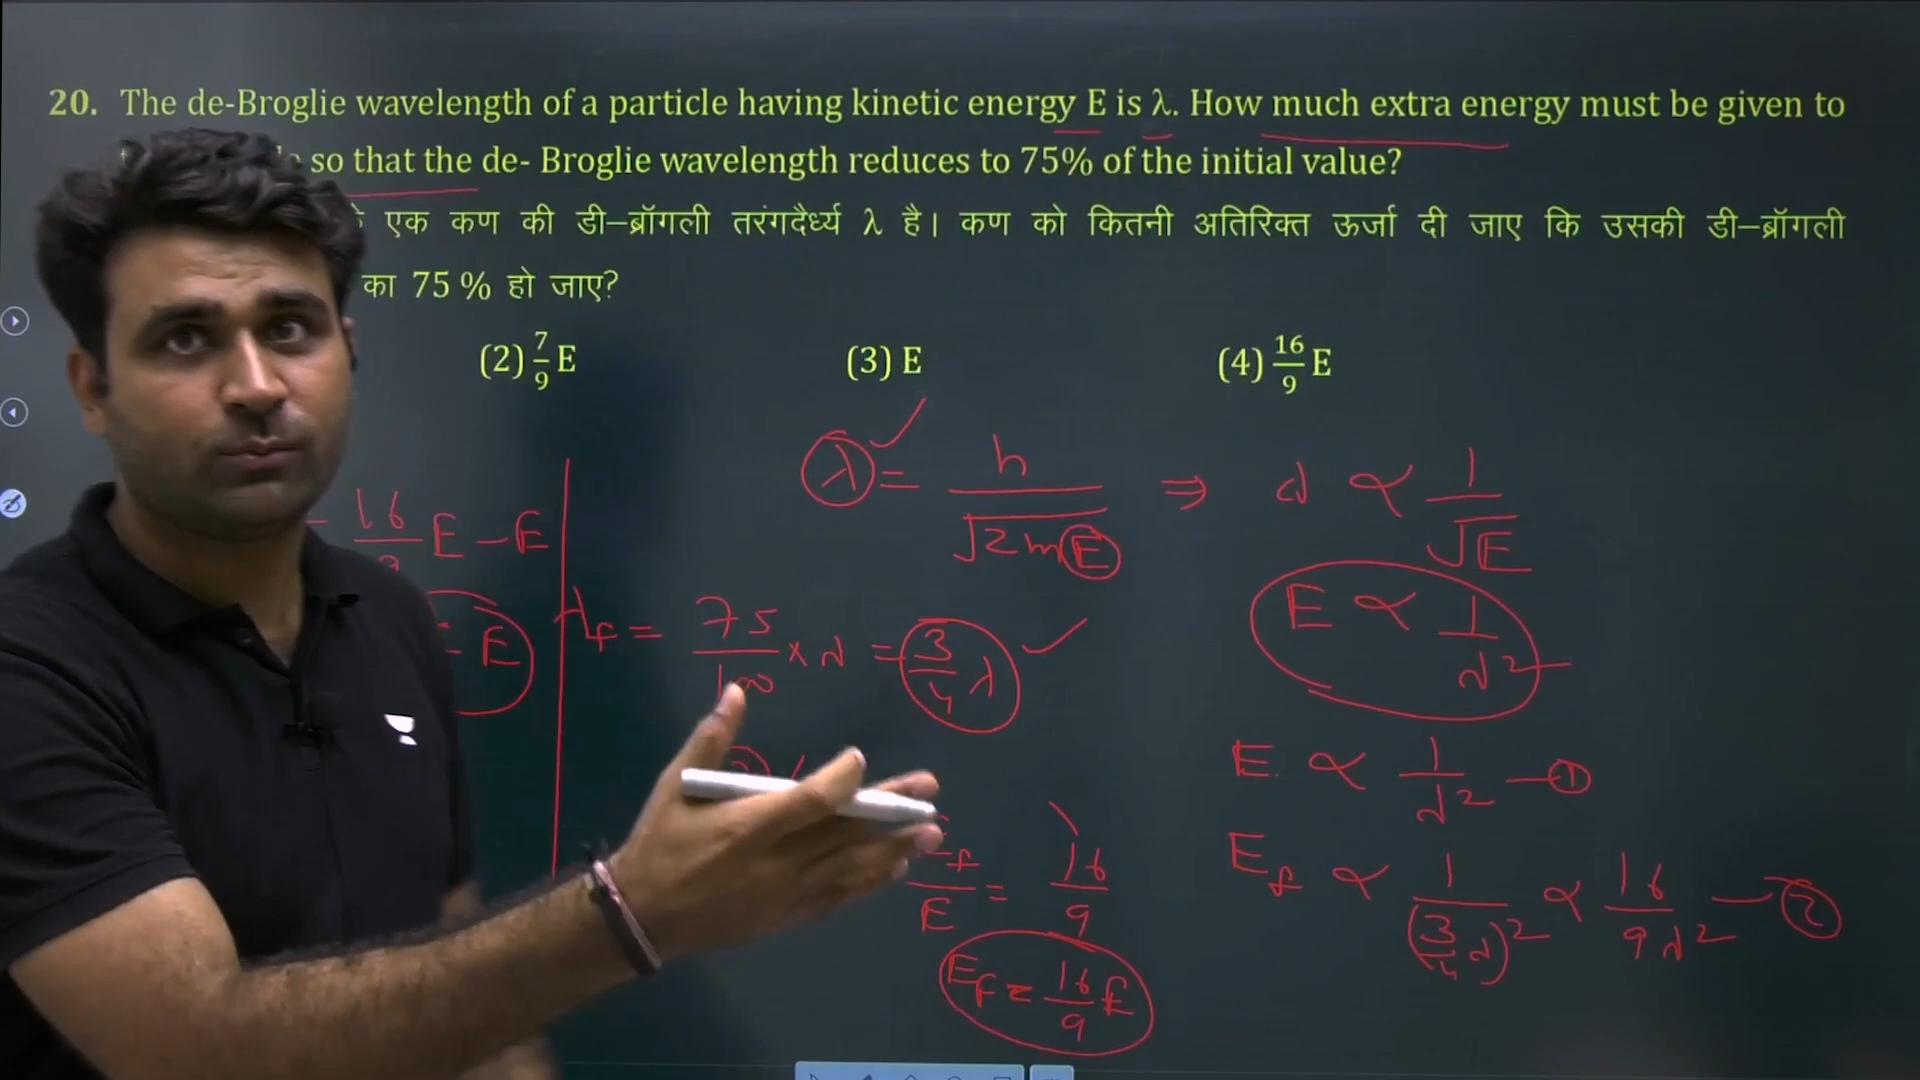 20. The de-Broglie wavelength of a particle having kinetic energy E is λ. How much extra energy must be given to
so that the de- Broglie wavelength reduces to 75% of the initial value?
एक कण की डी–ब्रॉगली तरंगदैर्ध्य λ है। कण को कितनी अतिरिक्त ऊर्जा दी जाए कि उसकी डी–ब्रॉगली
का 75 % हो जाए?
(2) 7/9 E (3) E (4) 16/9 E
λ = h/√2mE ⇒ λ ∝ 1/√E
16/9 E – E
E ∝ 1/λ²
λf = 75/100 × λ = 3/4 λ
E
E ∝ 1/λ² — ①
Ef/E = 16/9
Ef ∝ 1/(3/4 λ)² ∝ 16/9λ² — ②
Ef = 16/9 E